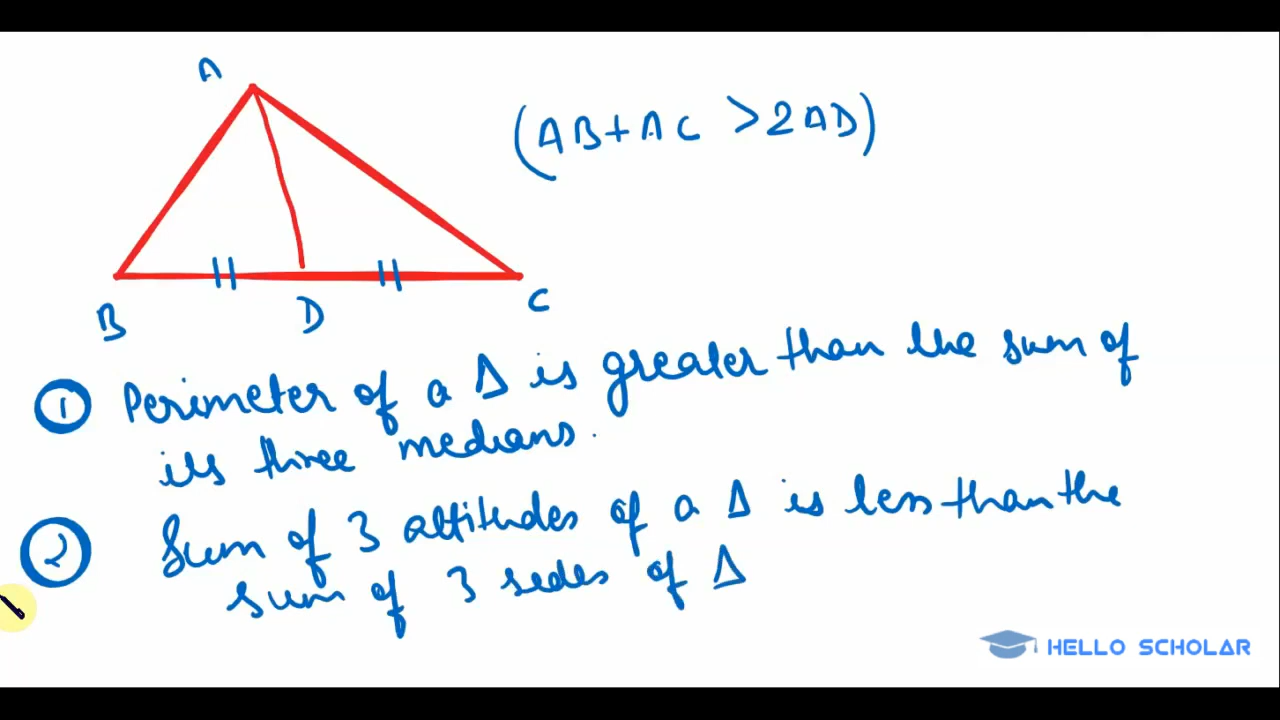 A
(AB+AC >2AD)
B
D
C
① Perimeter of a Δ is greater than the sum of
its three medians.
② Sum of 3 altitudes of a Δ is less than the
sum of 3 sides of Δ
HELLO SCHOLAR